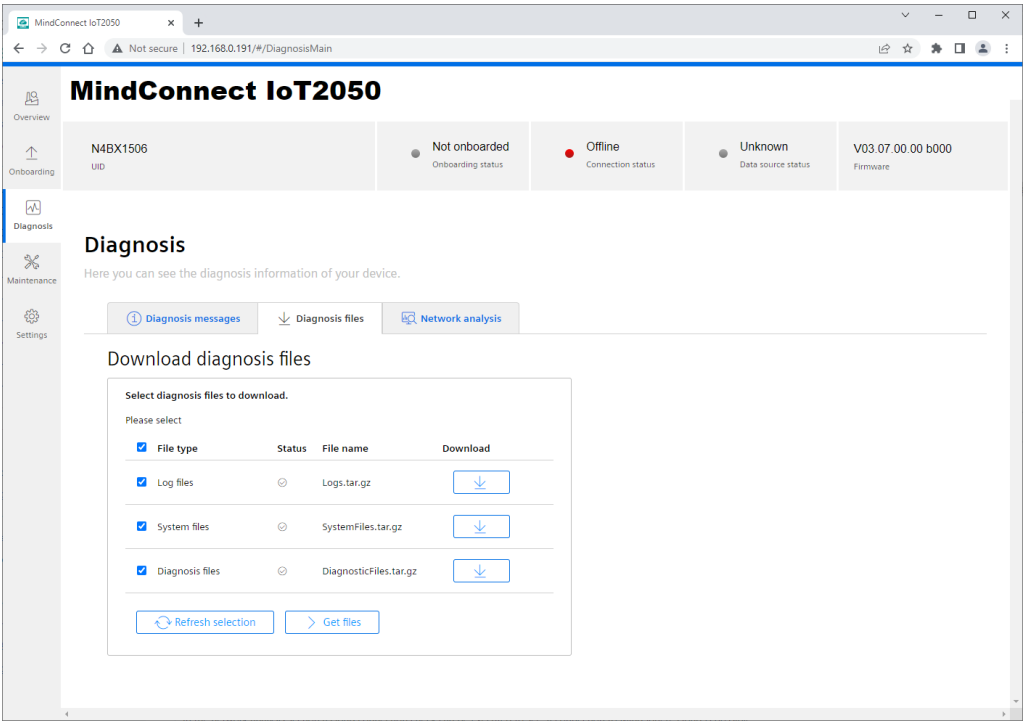 MindConnect IoT2050
Not secure
192.168.0.191/#/DiagnosisMain
MindConnect IoT2050
Overview
Onboarding
Diagnosis
Maintenance
Settings
N4BX1506
UID
Not onboarded
Onboarding status
Offline
Connection status
Unknown
Data source status
V03.07.00.00 b000
Firmware
Diagnosis
Here you can see the diagnosis information of your device.
Diagnosis messages
Diagnosis files
Network analysis
Download diagnosis files
Select diagnosis files to download.
Please select
File type Status File name Download
Log files Logs.tar.gz
System files SystemFiles.tar.gz
Diagnosis files DiagnosticFiles.tar.gz
Refresh selection
Get files